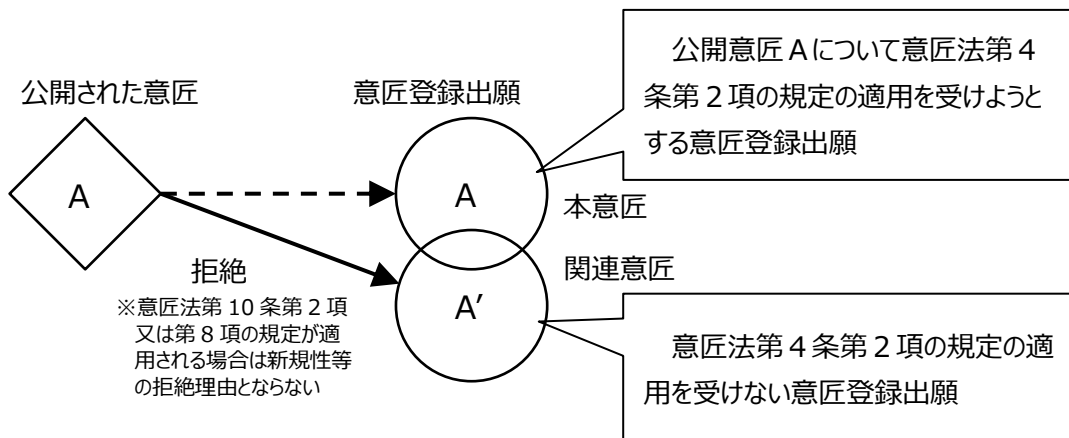 公開意匠Aについて意匠法第4
条第2項の規定の適用を受けようと
する意匠登録出願
公開された意匠
意匠登録出願
A
A
本意匠
関連意匠
拒絶
※意匠法第 10 条第 2 項
又は第 8 項の規定が適
用される場合は新規性等
の拒絶理由とならない
A′
意匠法第4条第2項の規定の適
用を受けない意匠登録出願